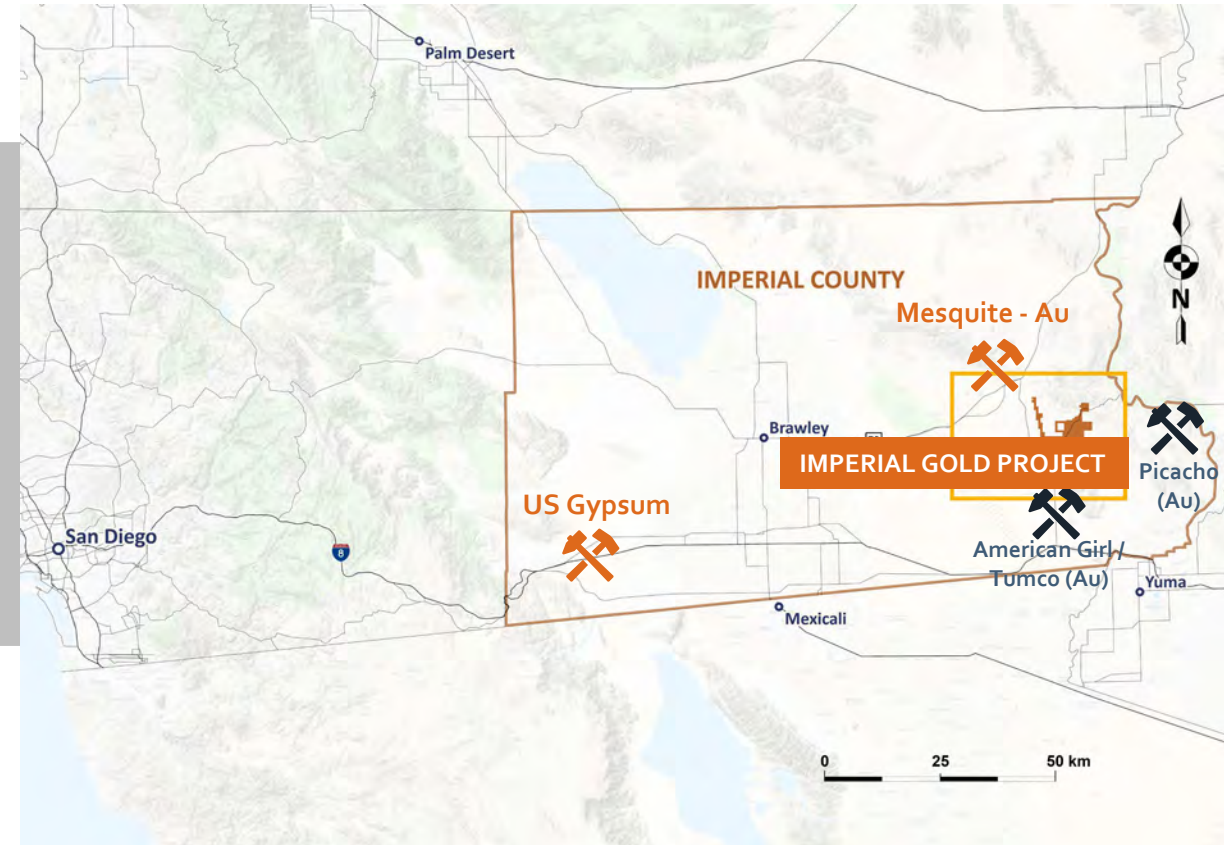 Palm Desert
IMPERIAL COUNTY
N
Mesquite - Au
Brawley
IMPERIAL GOLD PROJECT
Picacho
(Au)
US Gypsum
San Diego
8
American Girl /
Tumco (Au)
Yuma
Mexicali
0 25 50 km